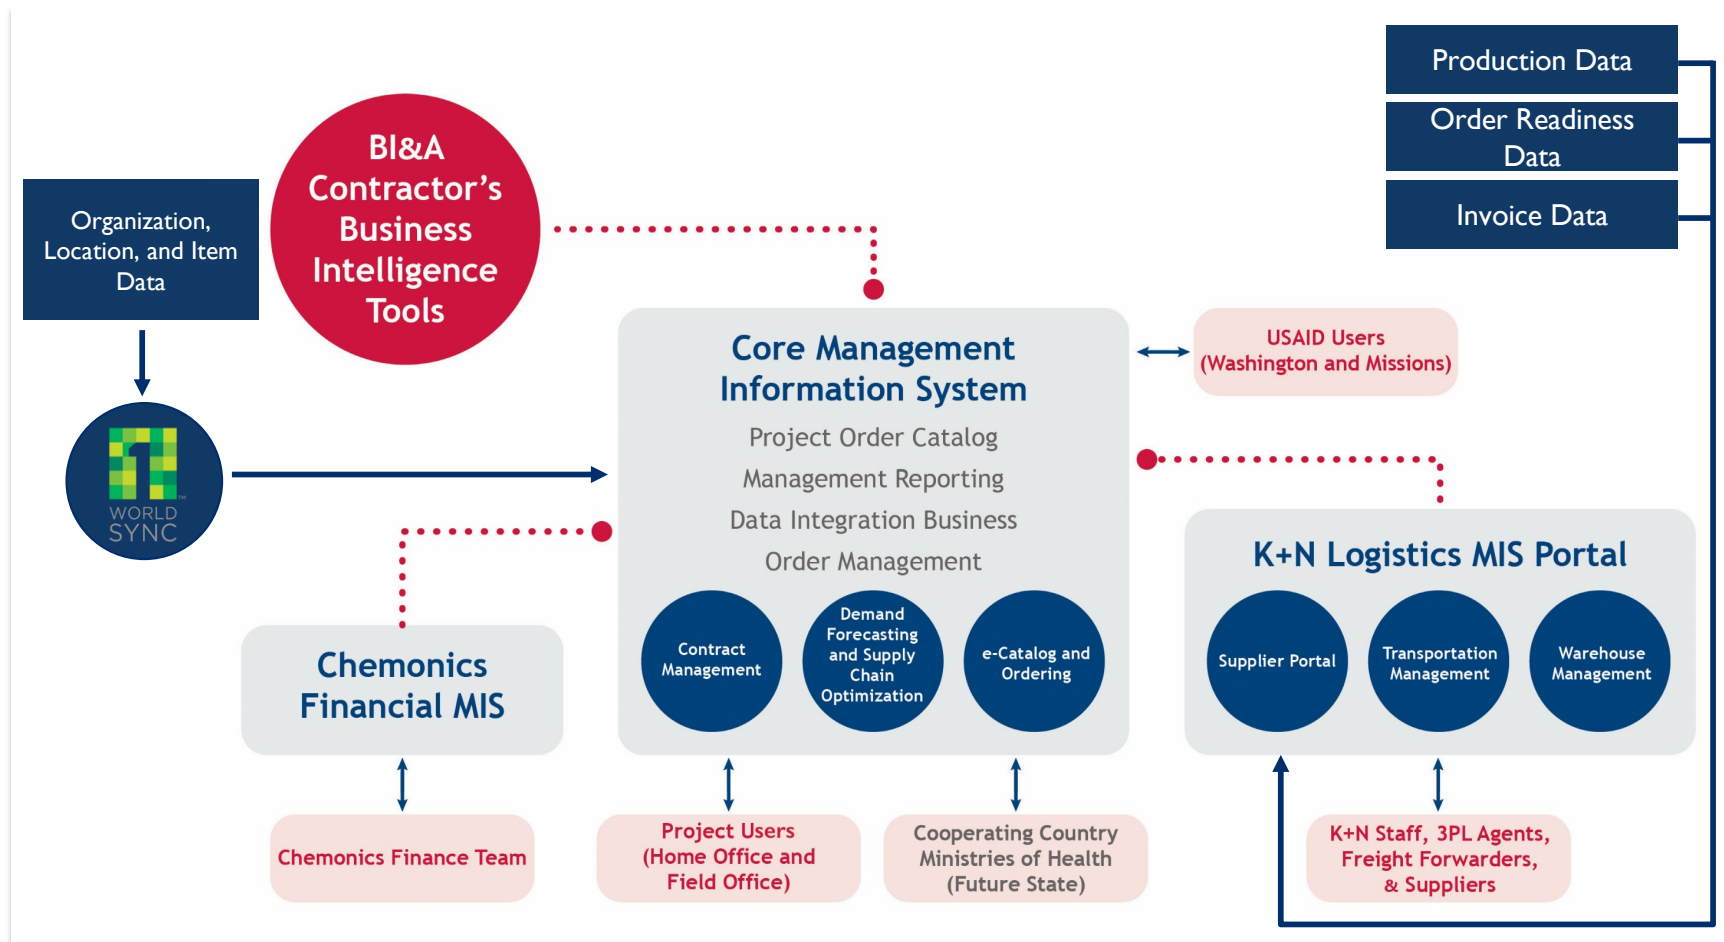 Production Data
Order Readiness
Data
Invoice Data
BI&A
Contractor's
Business
Intelligence
Tools
Organization,
Location, and Item
Data
1
WORLD
SYNC
™
Core Management
Information System
Project Order Catalog
Management Reporting
Data Integration Business
Order Management
Contract
Management
Demand
Forecasting
and Supply
Chain
Optimization
e-Catalog and
Ordering
USAID Users
(Washington and Missions)
K+N Logistics MIS Portal
Supplier Portal
Transportation
Management
Warehouse
Management
Chemonics
Financial MIS
Chemonics Finance Team
Project Users
(Home Office and
Field Office)
Cooperating Country
Ministries of Health
(Future State)
K+N Staff, 3PL Agents,
Freight Forwarders,
& Suppliers